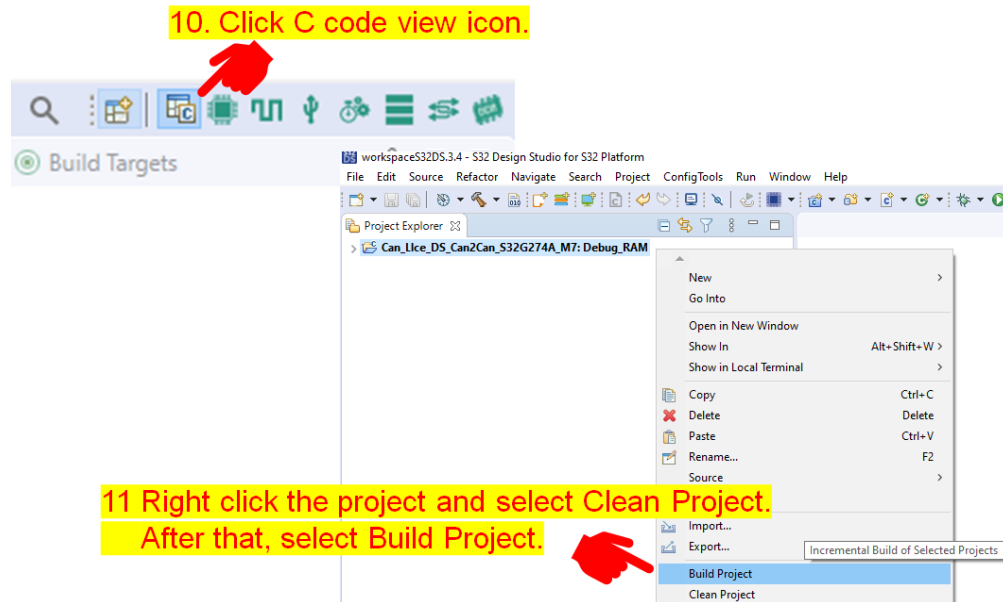 10. Click C code view icon.
Build Targets
workspaceS32DS.3.4 - S32 Design Studio for S32 Platform
File Edit Source Refactor Navigate Search Project ConfigTools Run Window Help
Project Explorer
Can_Llce_DS_Can2Can_S32G274A_M7: Debug_RAM
New
Go Into
Open in New Window
Show In Alt+Shift+W >
Show in Local Terminal
Copy Ctrl+C
Delete Delete
Paste Ctrl+V
Rename... F2
Source
11 Right click the project and select Clean Project.
After that, select Build Project.
Import...
Export...
Incremental Build of Selected Projects
Build Project
Clean Project